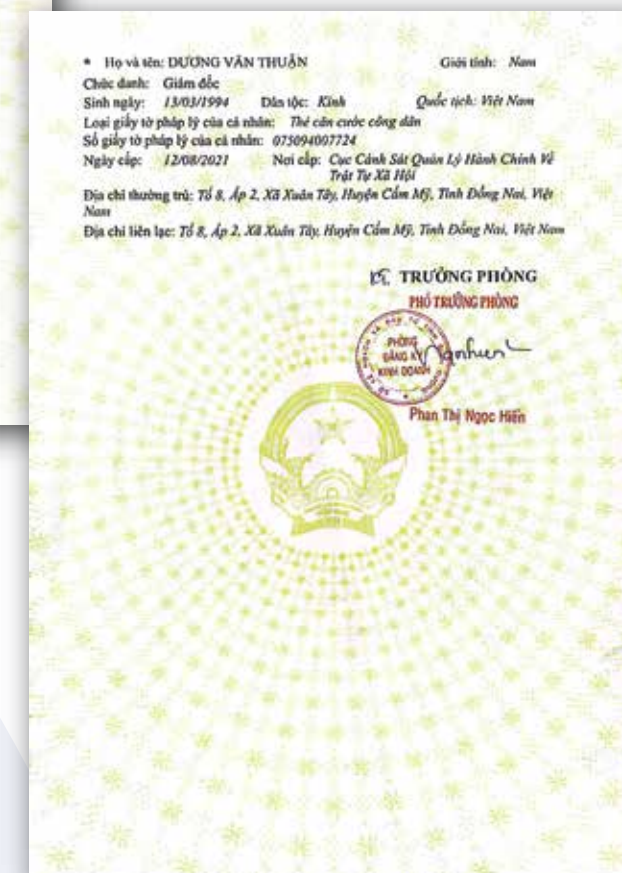 * Họ và tên: DƯƠNG VĂN THUẬN Giới tính: Nam
Chức danh: Giám đốc
Sinh ngày: 13/03/1994 Dân tộc: Kinh Quốc tịch: Việt Nam
Loại giấy tờ pháp lý của cá nhân: Thẻ căn cước công dân
Số giấy tờ pháp lý của cá nhân: 075094007724
Ngày cấp: 12/08/2021 Nơi cấp: Cục Cảnh Sát Quản Lý Hành Chính Về
Trật Tự Xã Hội
Địa chỉ thường trú: Tổ 8, Ấp 2, Xã Xuân Tây, Huyện Cẩm Mỹ, Tỉnh Đồng Nai, Việt
Nam
Địa chỉ liên lạc: Tổ 8, Ấp 2, Xã Xuân Tây, Huyện Cẩm Mỹ, Tỉnh Đồng Nai, Việt Nam
KT. TRƯỞNG PHÒNG
PHÓ TRƯỞNG PHÒNG
PHÒNG
ĐĂNG KÝ
KINH DOANH
Phan Thị Ngọc Hiền